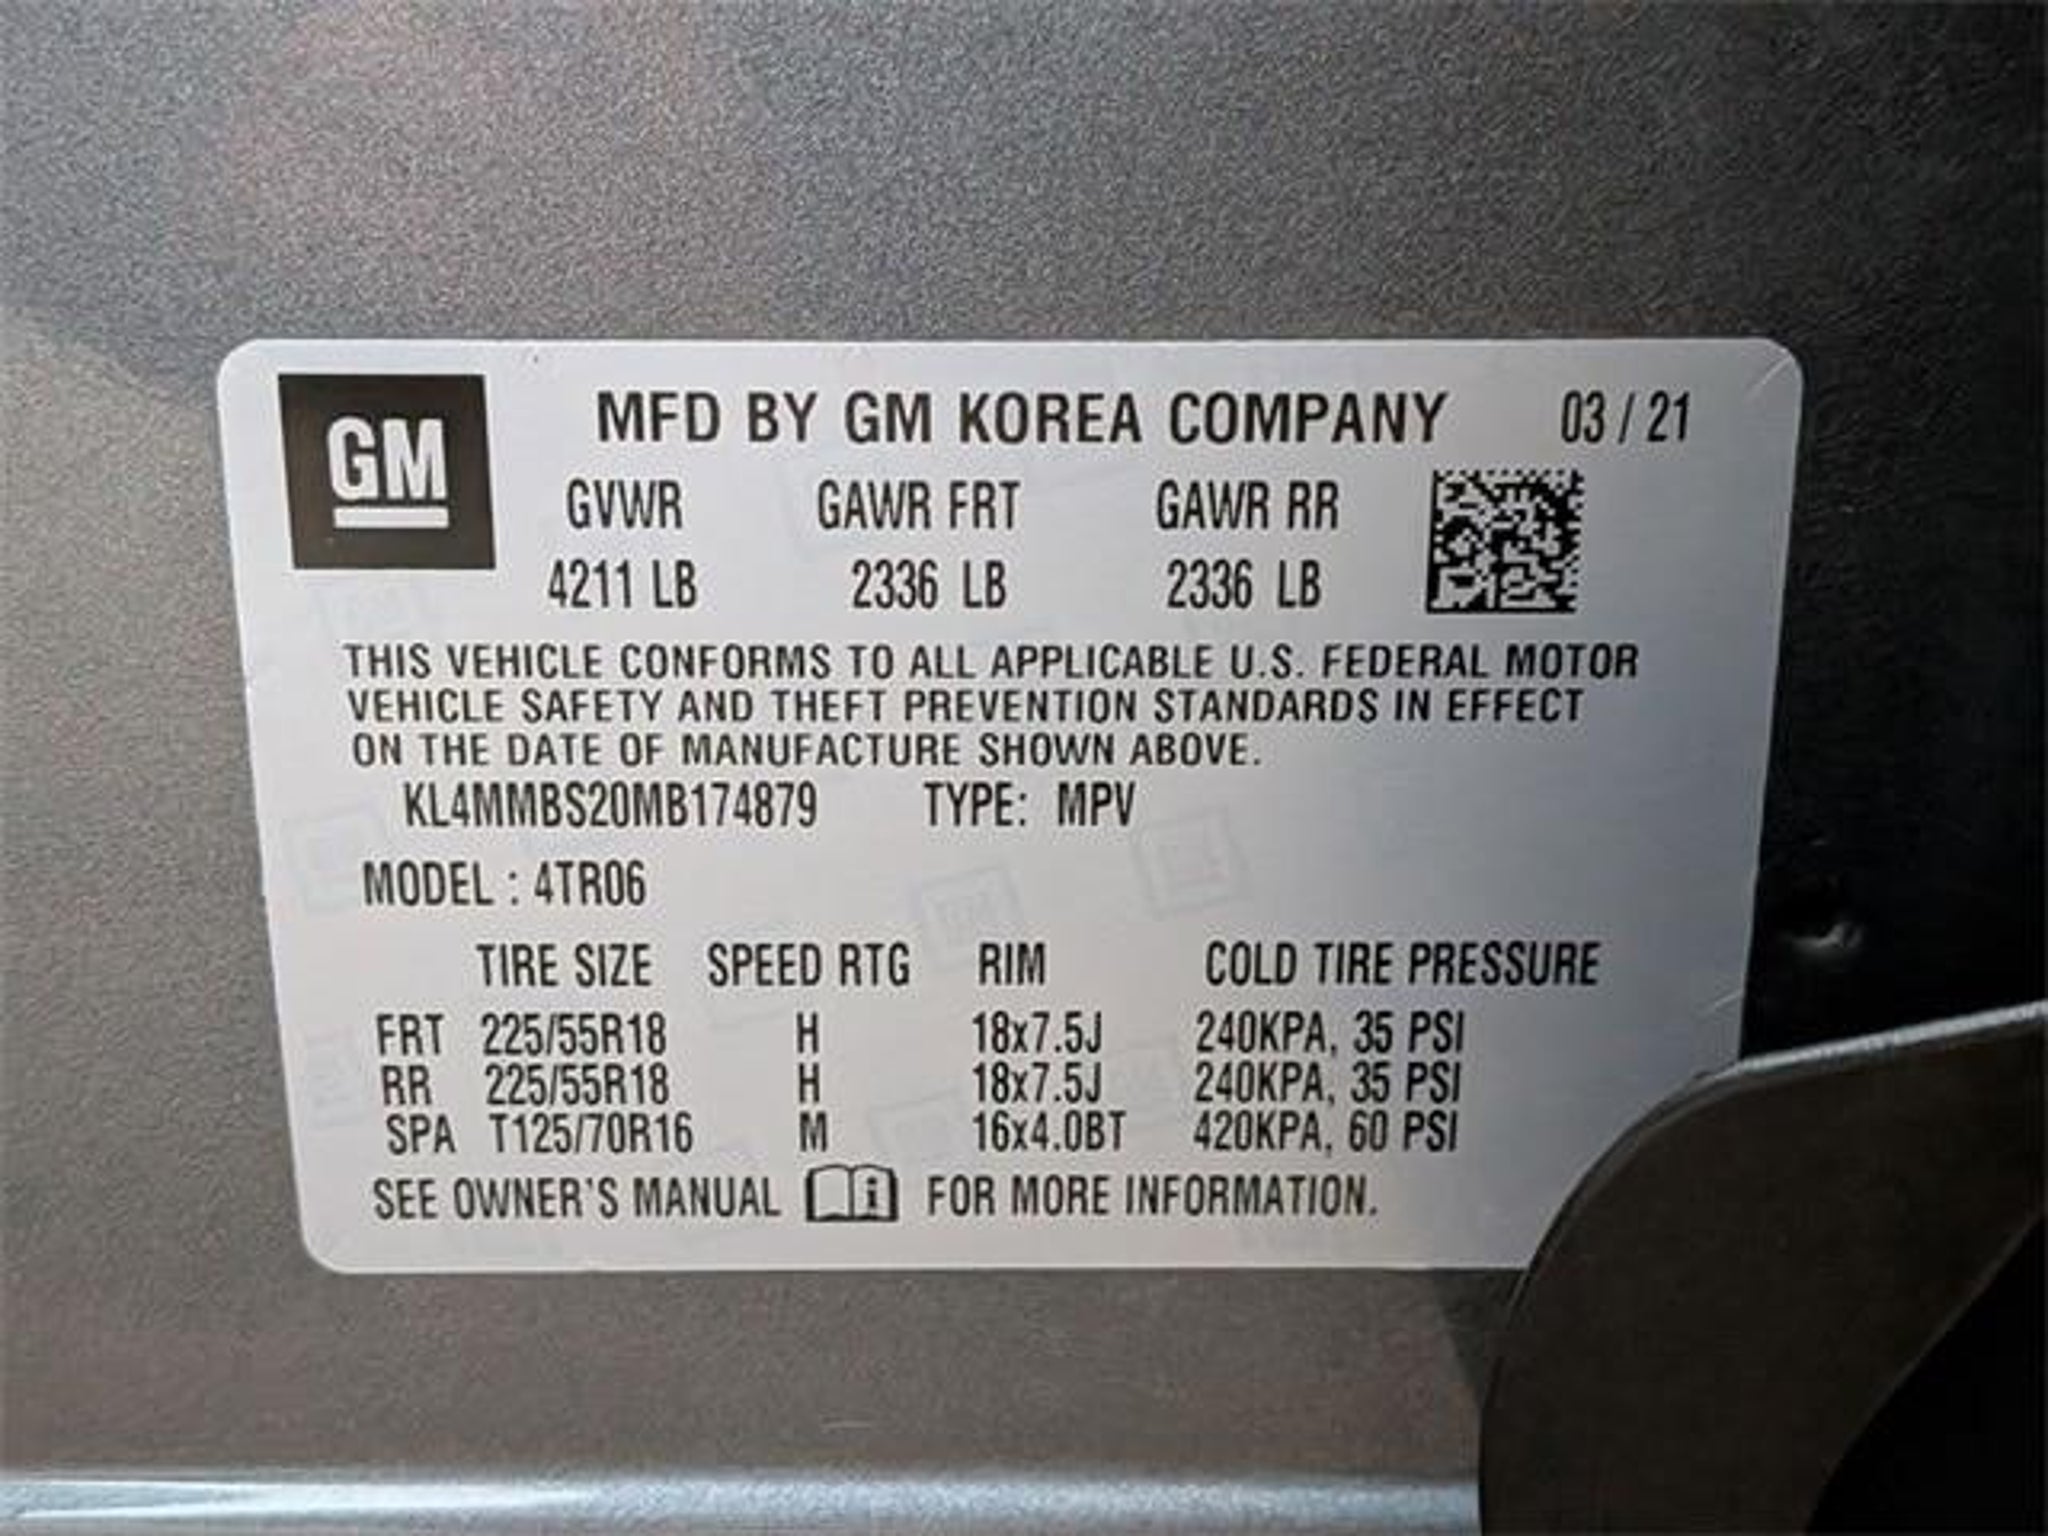 GM
MFD BY GM KOREA COMPANY 03 / 21
GVWR GAWR FRT GAWR RR
4211 LB 2336 LB 2336 LB
THIS VEHICLE CONFORMS TO ALL APPLICABLE U.S. FEDERAL MOTOR
VEHICLE SAFETY AND THEFT PREVENTION STANDARDS IN EFFECT
ON THE DATE OF MANUFACTURE SHOWN ABOVE.
KL4MMBS20MB174879 TYPE: MPV
MODEL : 4TR06
TIRE SIZE SPEED RTG RIM COLD TIRE PRESSURE
FRT 225/55R18 H 18x7.5J 240KPA, 35 PSI
RR 225/55R18 H 18x7.5J 240KPA, 35 PSI
SPA T125/70R16 M 16x4.0BT 420KPA, 60 PSI
SEE OWNER'S MANUAL i FOR MORE INFORMATION.